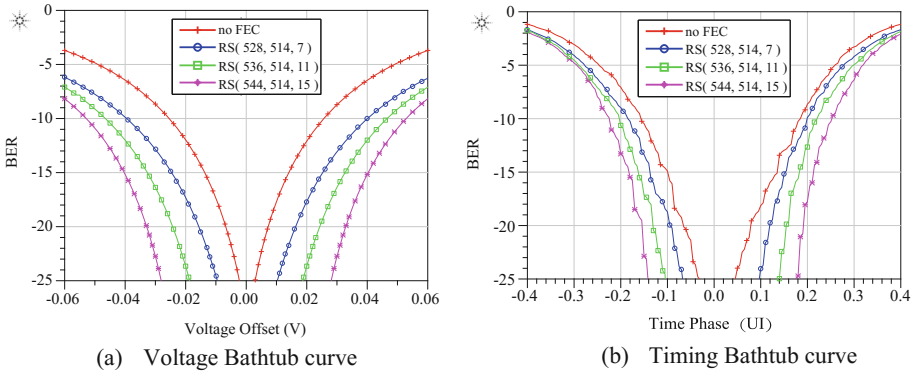 no FEC
RS( 528, 514, 7 )
RS( 536, 514, 11 )
RS( 544, 514, 15 )
0
-5
-10
-15
-20
-25
BER
-0.06
-0.04
-0.02
0.00
0.02
0.04
0.06
Voltage Offset (V)
(a) Voltage Bathtub curve
no FEC
RS( 528, 514, 7 )
RS( 536, 514, 11 )
RS( 544, 514, 15 )
0
-5
-10
-15
-20
-25
BER
-0.4
-0.3
-0.2
-0.1
0.0
0.1
0.2
0.3
0.4
Time Phase (UI)
(b) Timing Bathtub curve